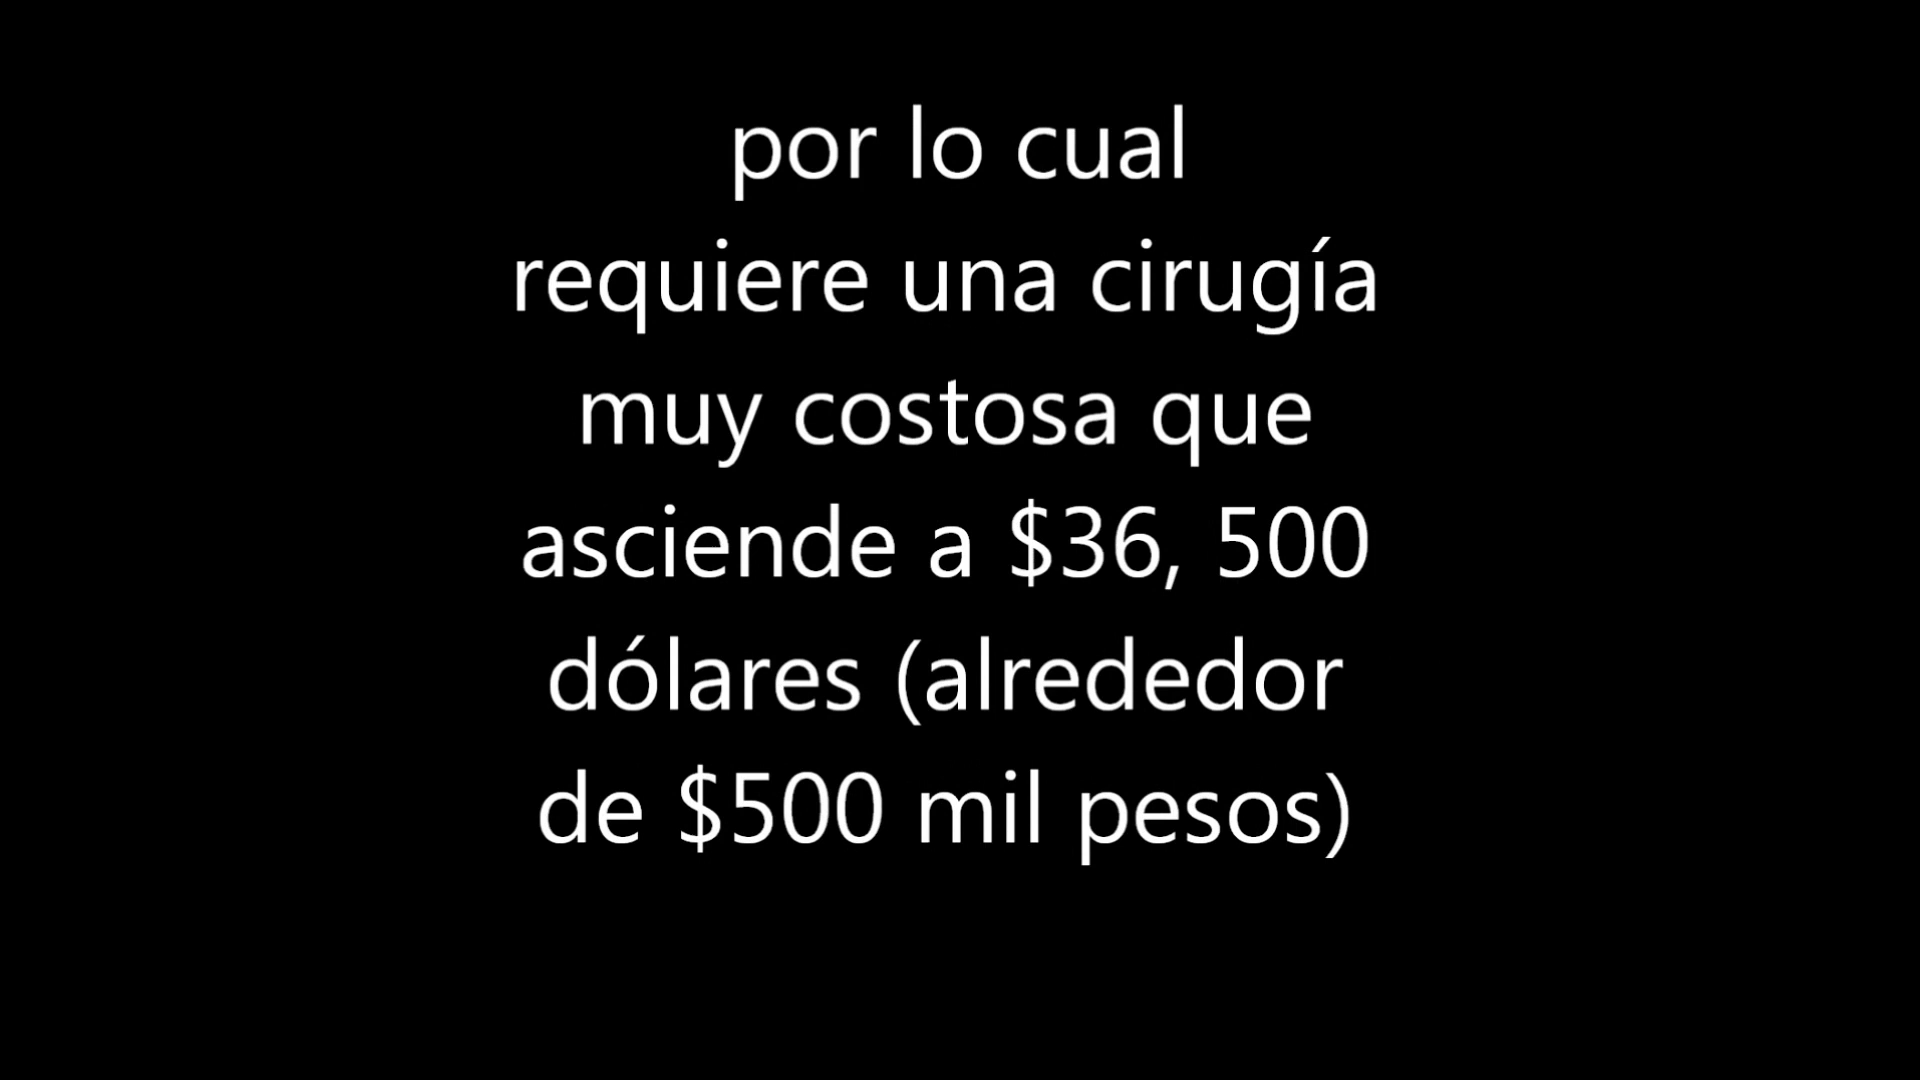 por lo cual
requiere una cirugía
muy costosa que
asciende a $36, 500
dólares (alrededor
de $500 mil pesos)